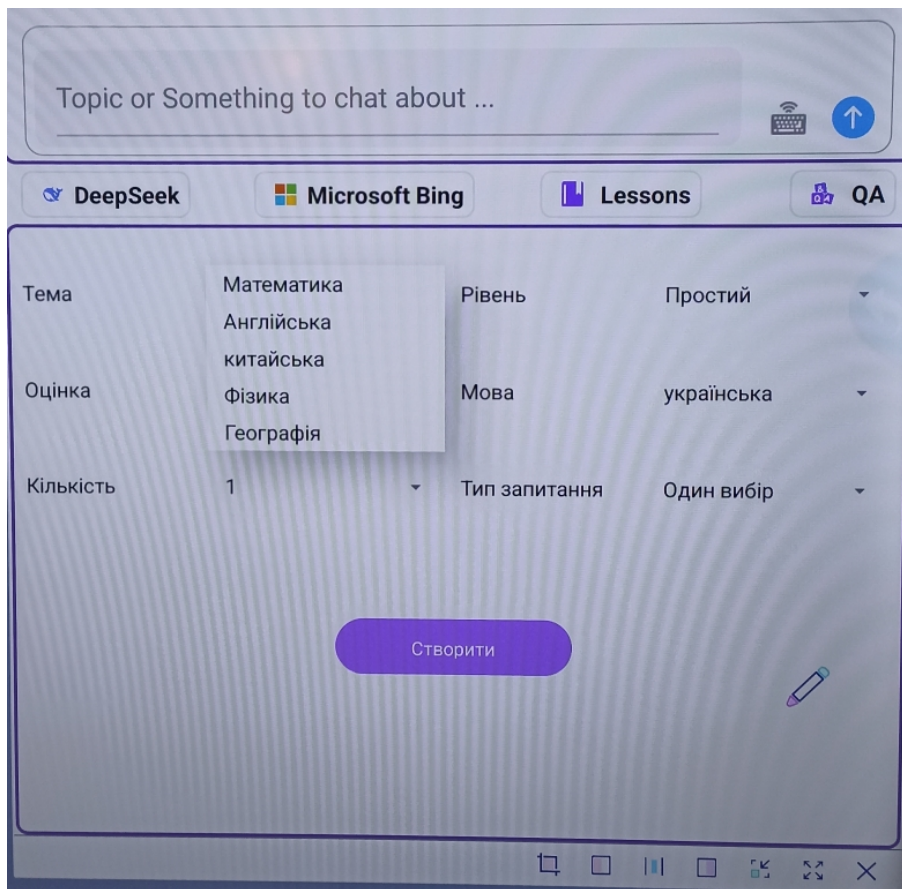 Topic or Something to chat about ...
DeepSeek
Microsoft Bing
Lessons
QA
Тема
Математика
Англійська
китайська
Фізика
Географія
Рівень
Простий
Оцінка
Мова
українська
Кількість
1
Тип запитання
Один вибір
Створити